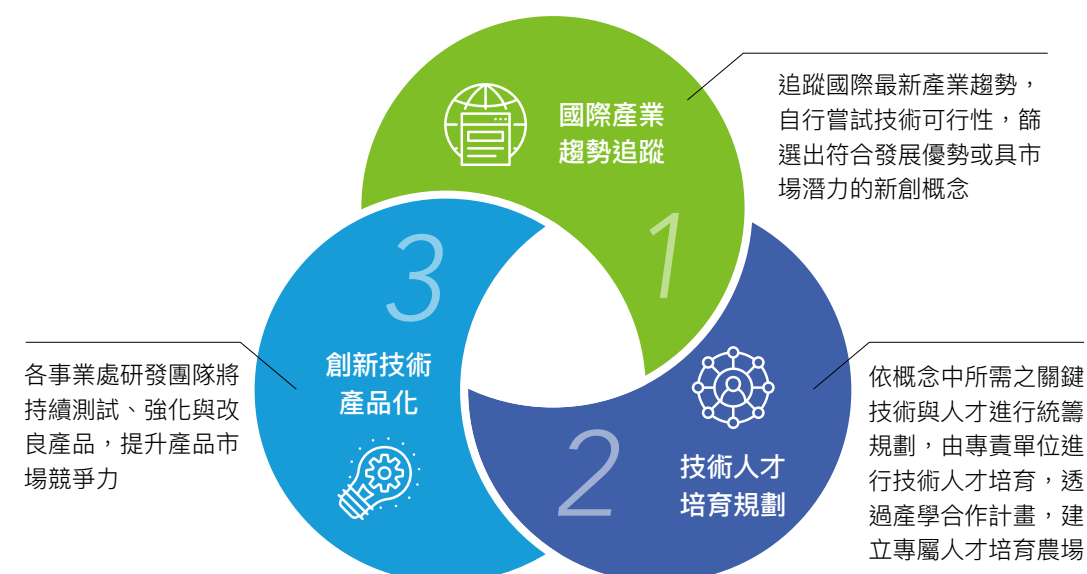 國際產業
趨勢追蹤
1
追蹤國際最新產業趨勢，
自行嘗試技術可行性，篩
選出符合發展優勢或具市
場潛力的新創概念
2
技術人才
培育規劃
依概念中所需之關鍵
技術與人才進行統籌
規劃，由專責單位進
行技術人才培育，透
過產學合作計畫，建
立專屬人才培育農場
3
創新技術
產品化
各事業處研發團隊將
持續測試、強化與改
良產品，提升產品市
場競爭力